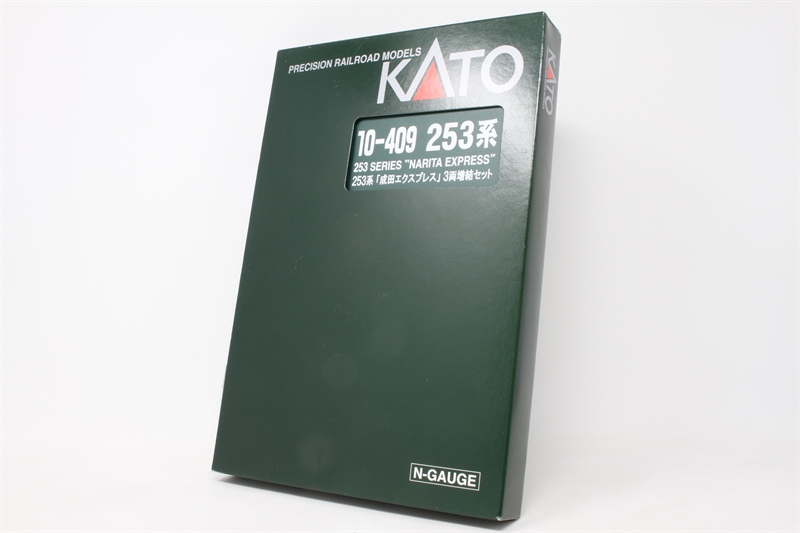 PRECISION RAILROAD MODELS
KATO
10-409 253系
253 SERIES "NARITA EXPRESS"
253系「成田エクスプレス」3両増結セット
N-GAUGE
KATO